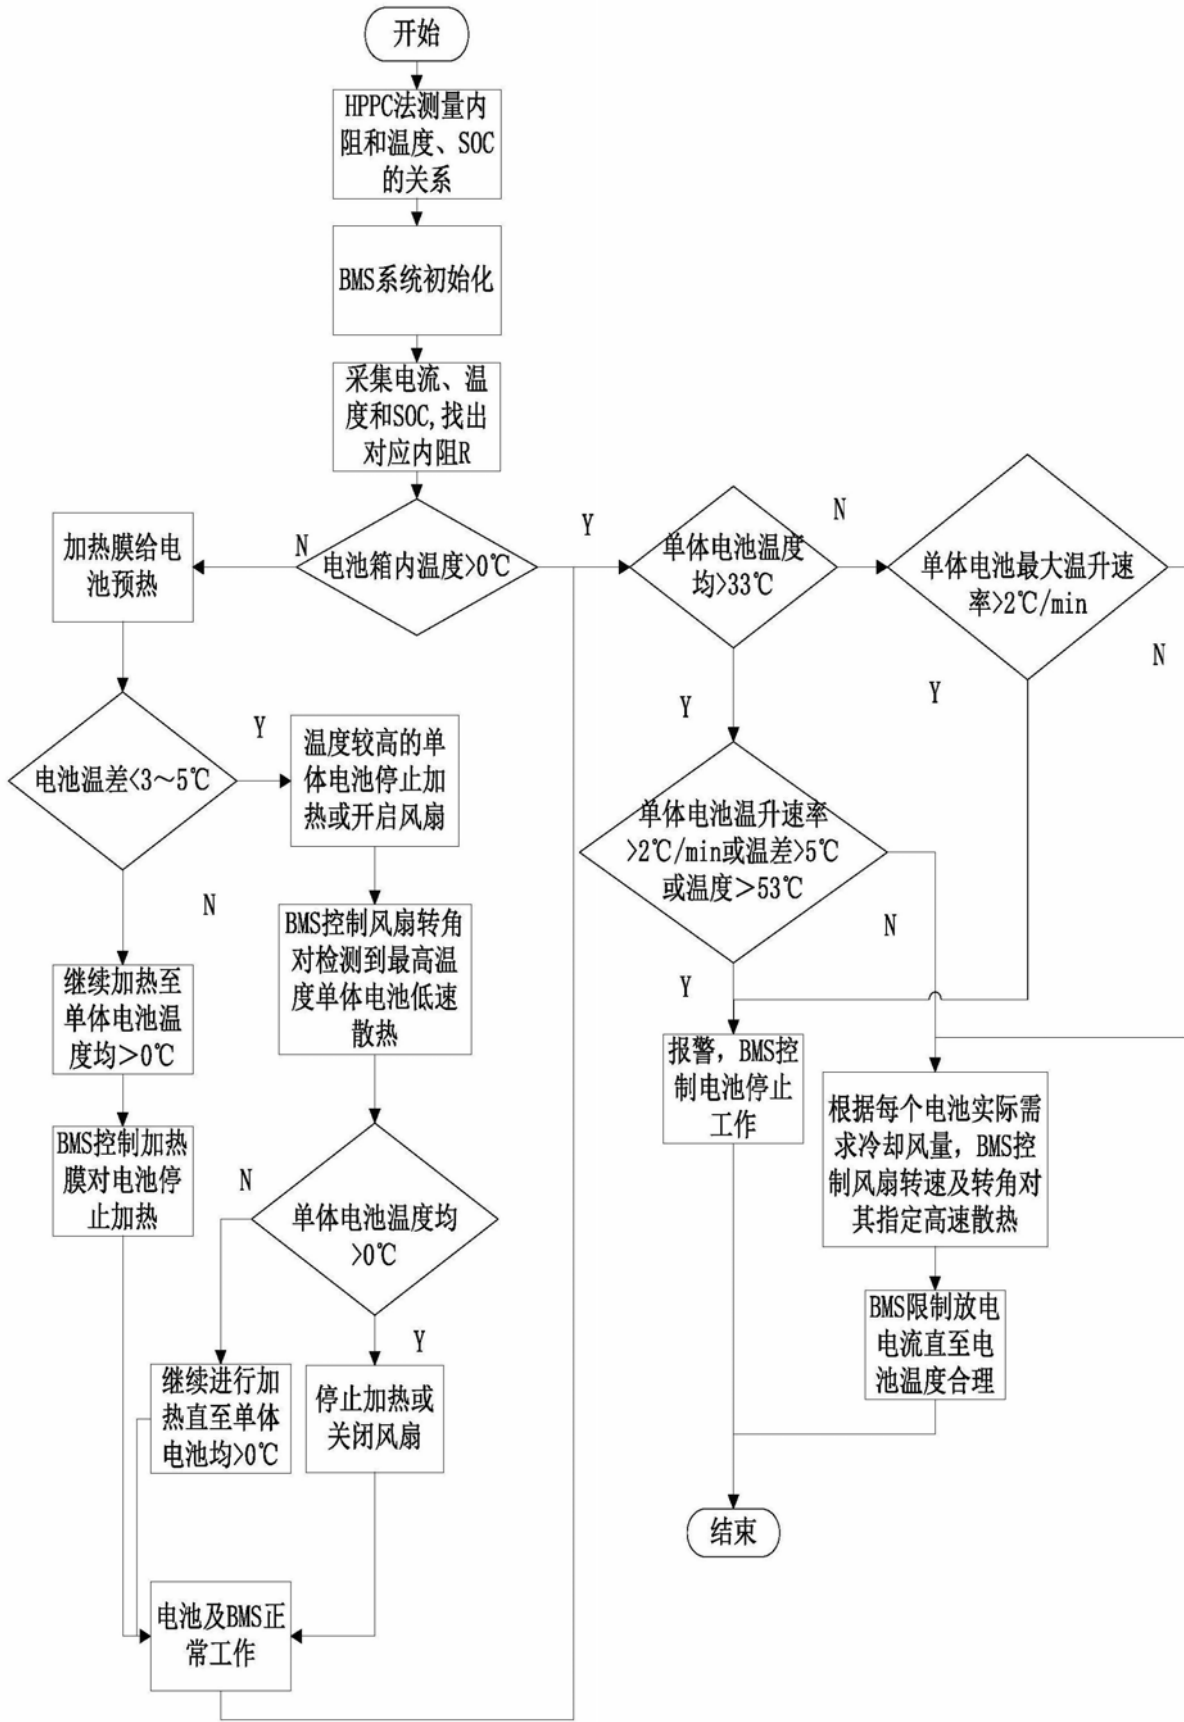 开始
HPPC法测量内
阻和温度、SOC
的关系
BMS系统初始化
采集电流、温
度和SOC,找出
对应内阻R
电池箱内温度>0℃
N
Y
加热膜给电
池预热
单体电池温度
均>33℃
N
Y
单体电池最大温升速
率>2℃/min
N
Y
电池温差<3～5℃
Y
N
温度较高的单
体电池停止加
热或开启风扇
单体电池温升速率
>2℃/min或温差>5℃
或温度＞53℃
N
Y
BMS控制风扇转角
对检测到最高温
度单体电池低速
散热
继续加热至
单体电池温
度均＞0℃
报警，BMS控
制电池停止
工作
根据每个电池实际需
求冷却风量，BMS控
制风扇转速及转角对
其指定高速散热
BMS控制加热
膜对电池停
止加热
单体电池温度均
>0℃
N
Y
BMS限制放电
电流直至电
池温度合理
继续进行加
热直至单体
电池均>0℃
停止加热或
关闭风扇
结束
电池及BMS正
常工作